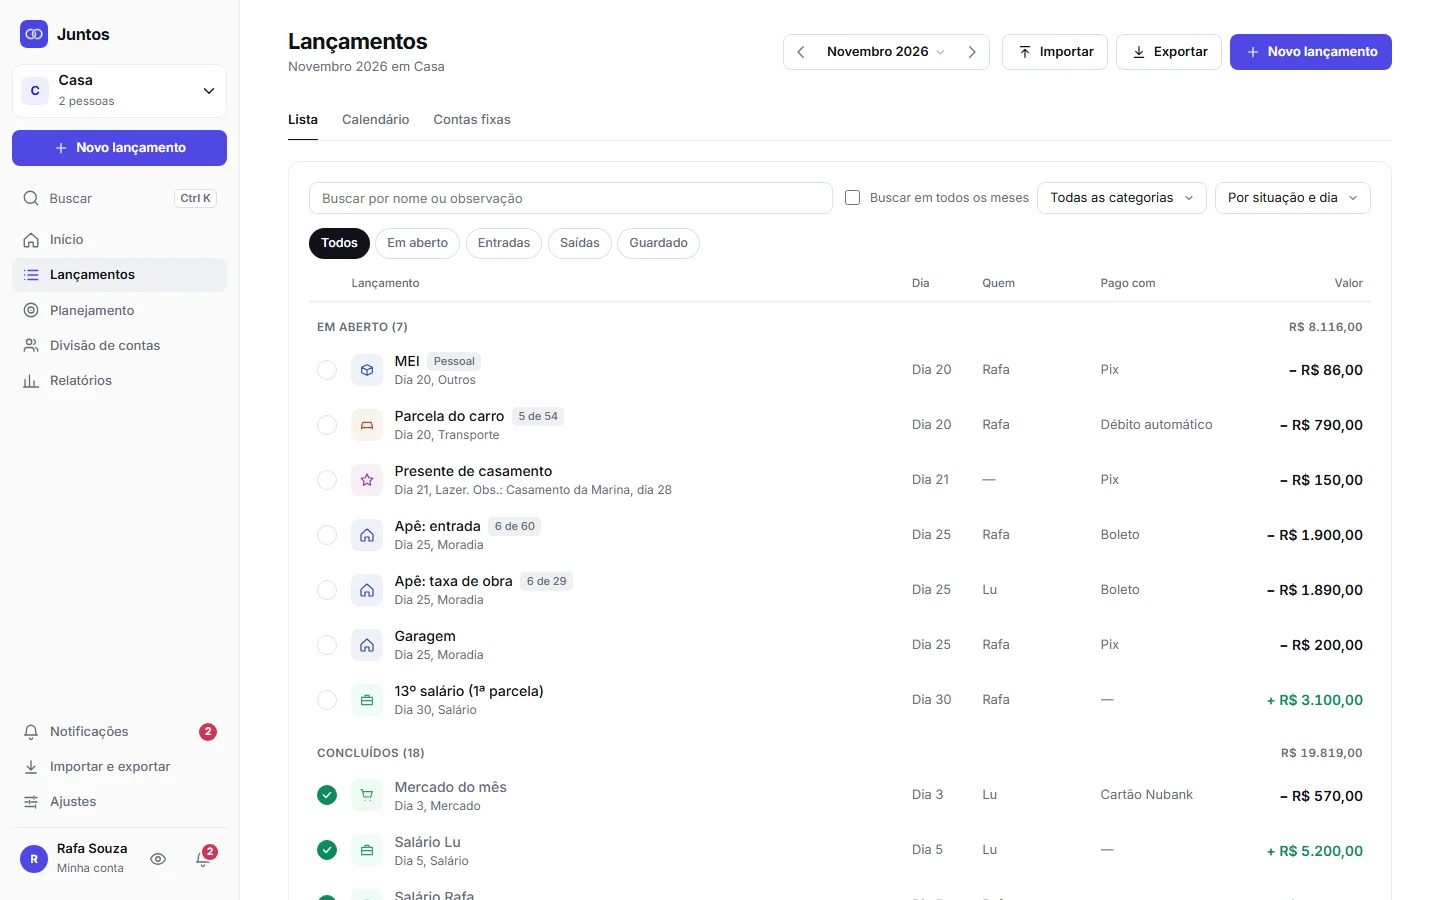 Juntos
C
Casa
2 pessoas
Novo lançamento
Buscar
Ctrl K
Início
Lançamentos
Planejamento
Divisão de contas
Relatórios
Notificações
2
Importar e exportar
Ajustes
R
Rafa Souza
Minha conta
2
Lançamentos
Novembro 2026 em Casa
Novembro 2026
Importar
Exportar
Novo lançamento
Lista
Calendário
Contas fixas
Buscar por nome ou observação
Buscar em todos os meses
Todas as categorias
Por situação e dia
Todos
Em aberto
Entradas
Saídas
Guardado
Lançamento
Dia
Quem
Pago com
Valor
EM ABERTO (7)
R$ 8.116,00
MEI Pessoal
Dia 20, Outros
Dia 20
Rafa
Pix
− R$ 86,00
Parcela do carro 5 de 54
Dia 20, Transporte
Dia 20
Rafa
Débito automático
− R$ 790,00
Presente de casamento
Dia 21, Lazer. Obs.: Casamento da Marina, dia 28
Dia 21
—
Pix
− R$ 150,00
Apê: entrada 6 de 60
Dia 25, Moradia
Dia 25
Rafa
Boleto
− R$ 1.900,00
Apê: taxa de obra 6 de 29
Dia 25, Moradia
Dia 25
Lu
Boleto
− R$ 1.890,00
Garagem
Dia 25, Moradia
Dia 25
Rafa
Pix
− R$ 200,00
13º salário (1ª parcela)
Dia 30, Salário
Dia 30
Rafa
—
+ R$ 3.100,00
CONCLUÍDOS (18)
R$ 19.819,00
Mercado do mês
Dia 3, Mercado
Dia 3
Lu
Cartão Nubank
− R$ 570,00
Salário Lu
Dia 5, Salário
Dia 5
Lu
—
+ R$ 5.200,00
Salário Rafa